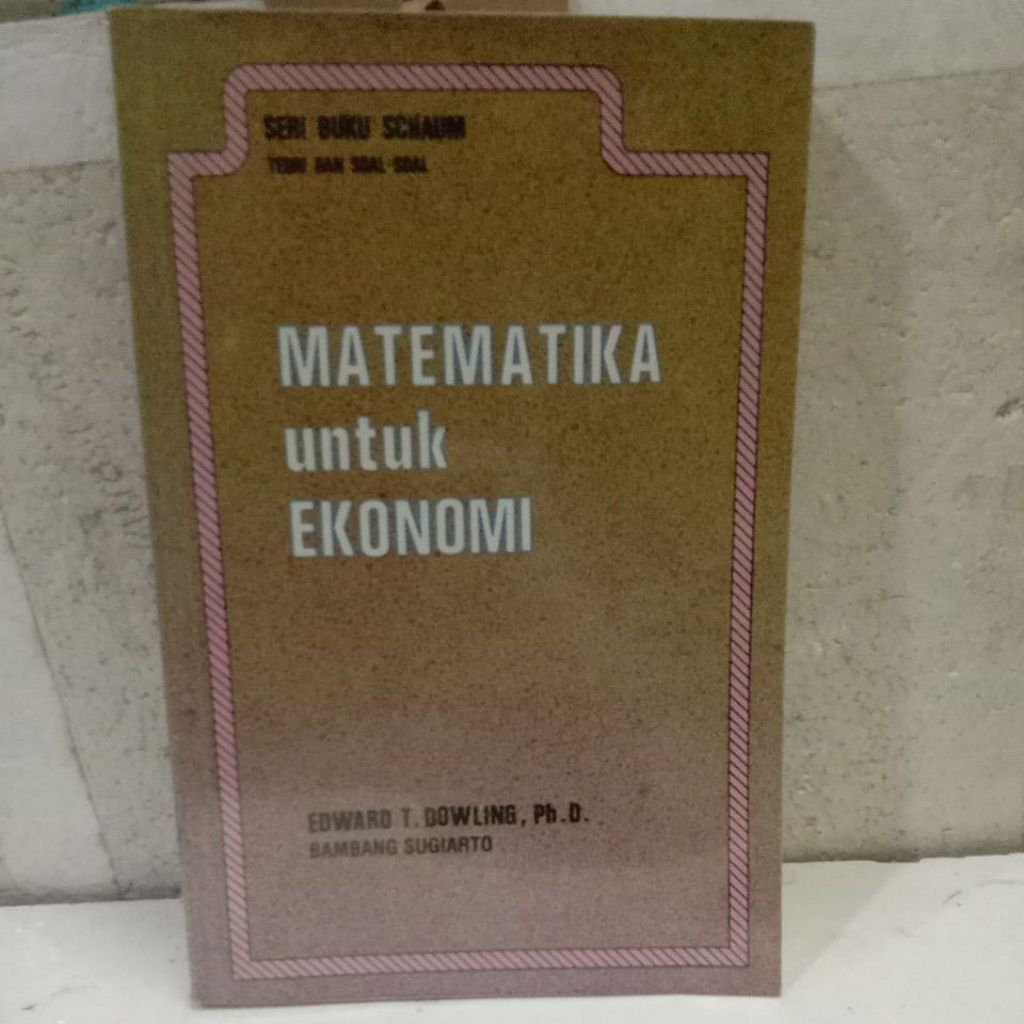 SERI BUKU SCHAUM
TEORI DAN SOAL-SOAL
MATEMATIKA
untuk
EKONOMI
EDWARD T. DOWLING, Ph.D.
BAMBANG SUGIARTO